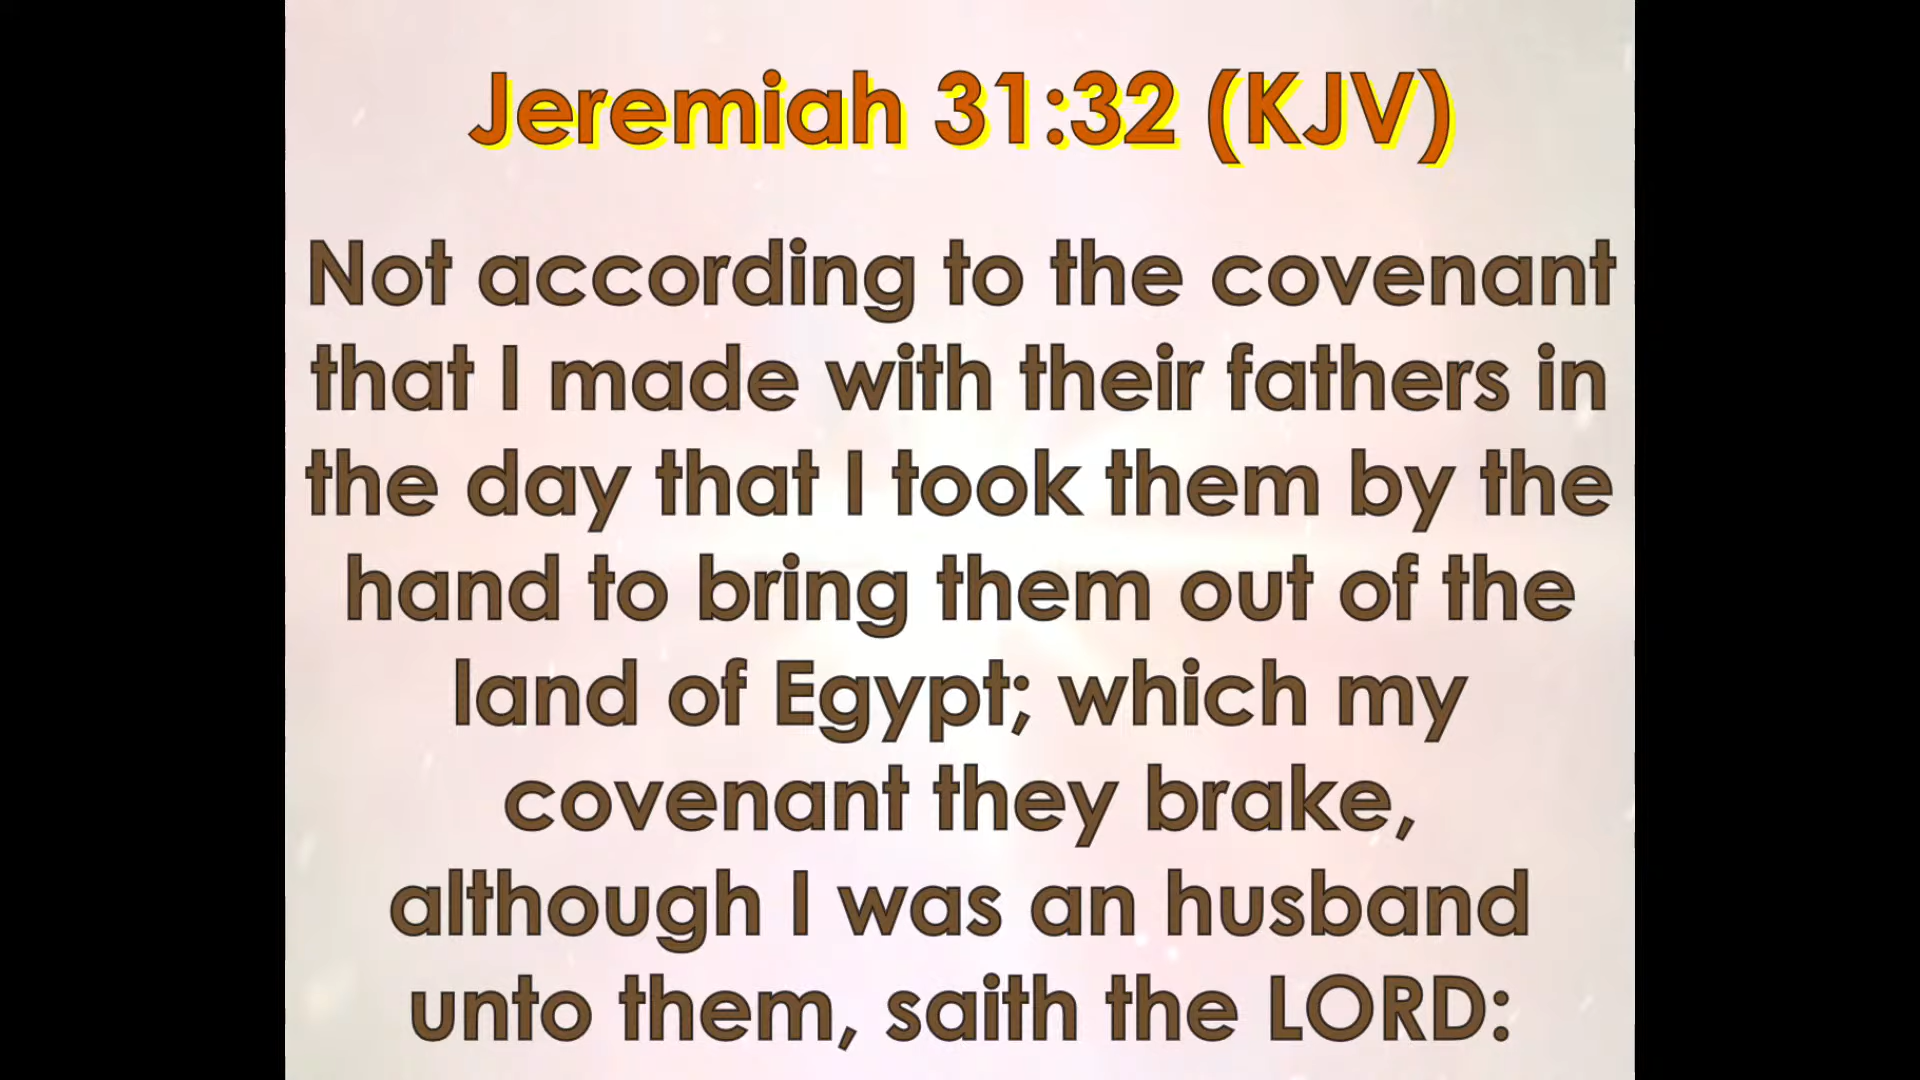 Jeremiah 31:32 (KJV)
Not according to the covenant
that I made with their fathers in
the day that I took them by the
hand to bring them out of the
land of Egypt; which my
covenant they brake,
although I was an husband
unto them, saith the LORD: